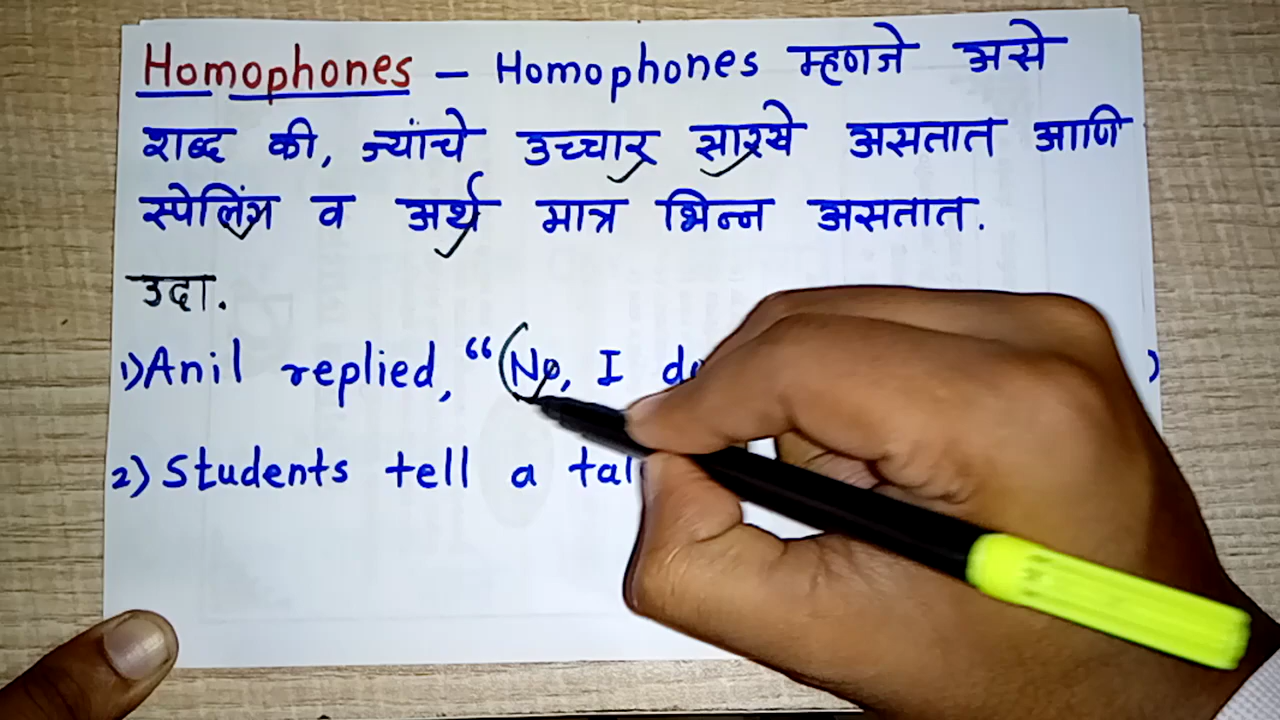 Homophones – Homophones म्हणजे असे
शब्द की, ज्यांचे उच्चार सारखे असतात आणि
स्पेलिंग व अर्थ मात्र भिन्न असतात.
उदा.
1) Anil replied, “No, I
2) Students tell a